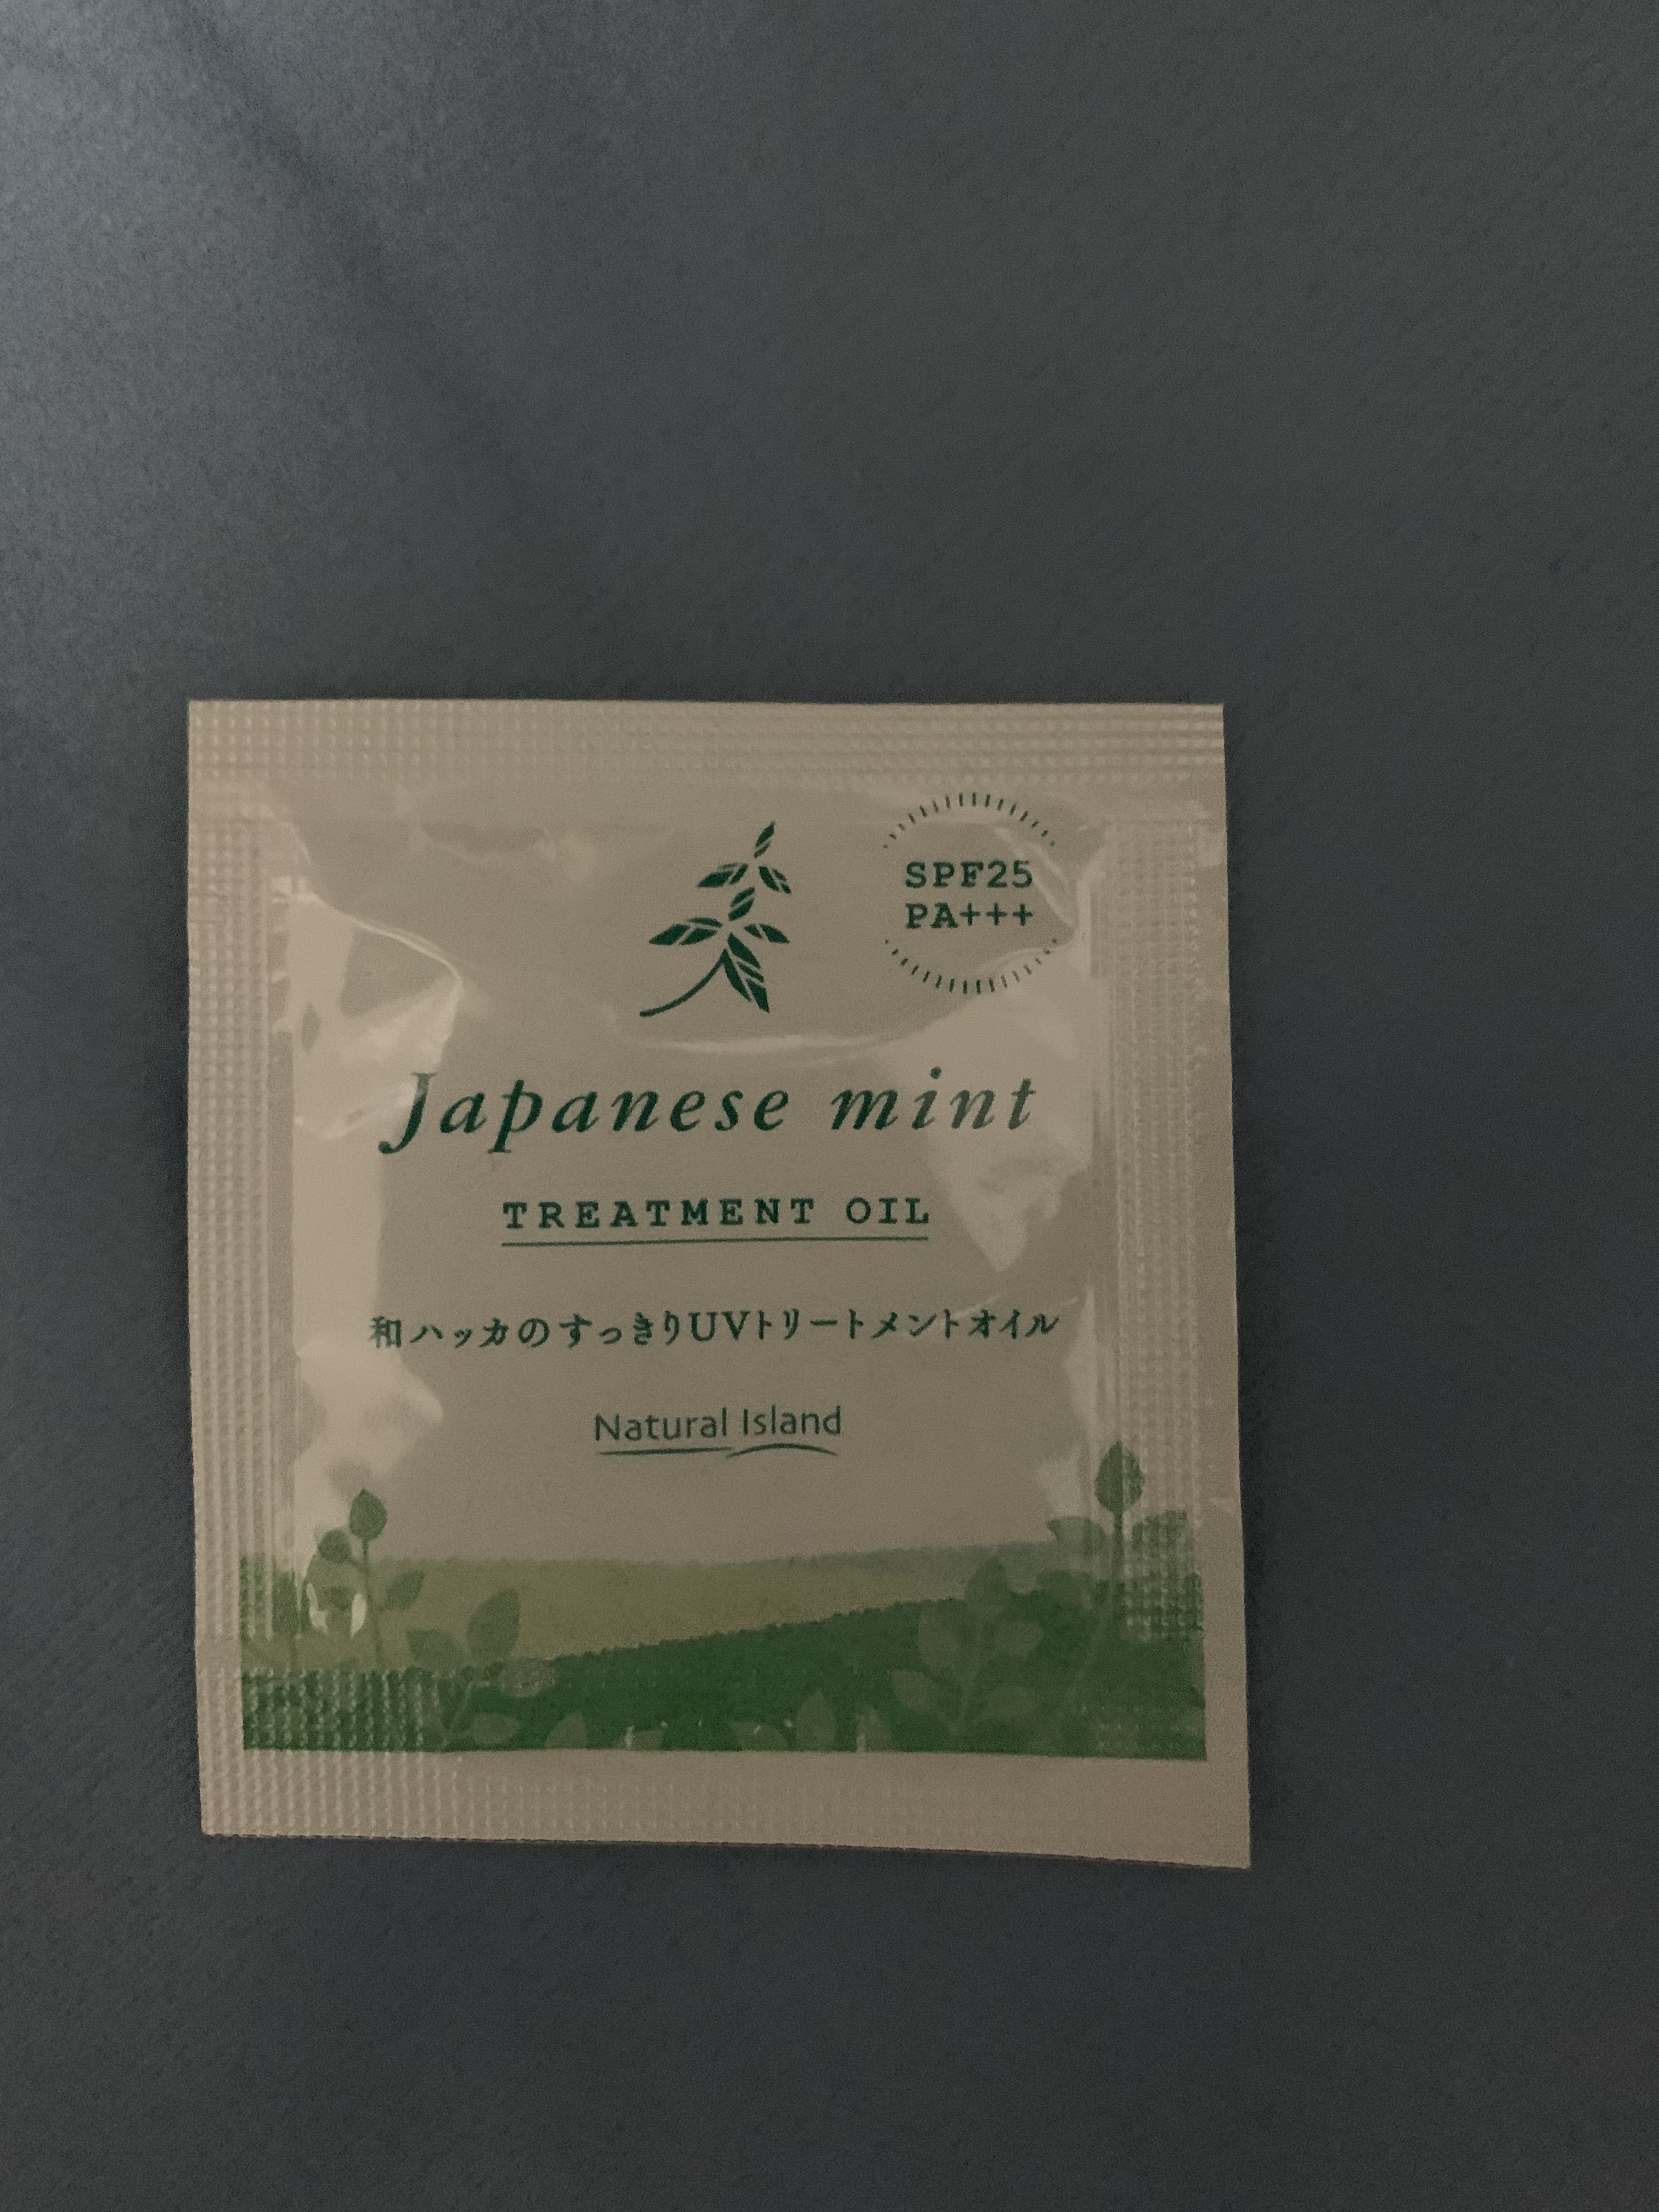 SPF25
PA+++
Japanese mint
TREATMENT OIL
和ハッカのすっきりUVトリートメントオイル
Natural Island